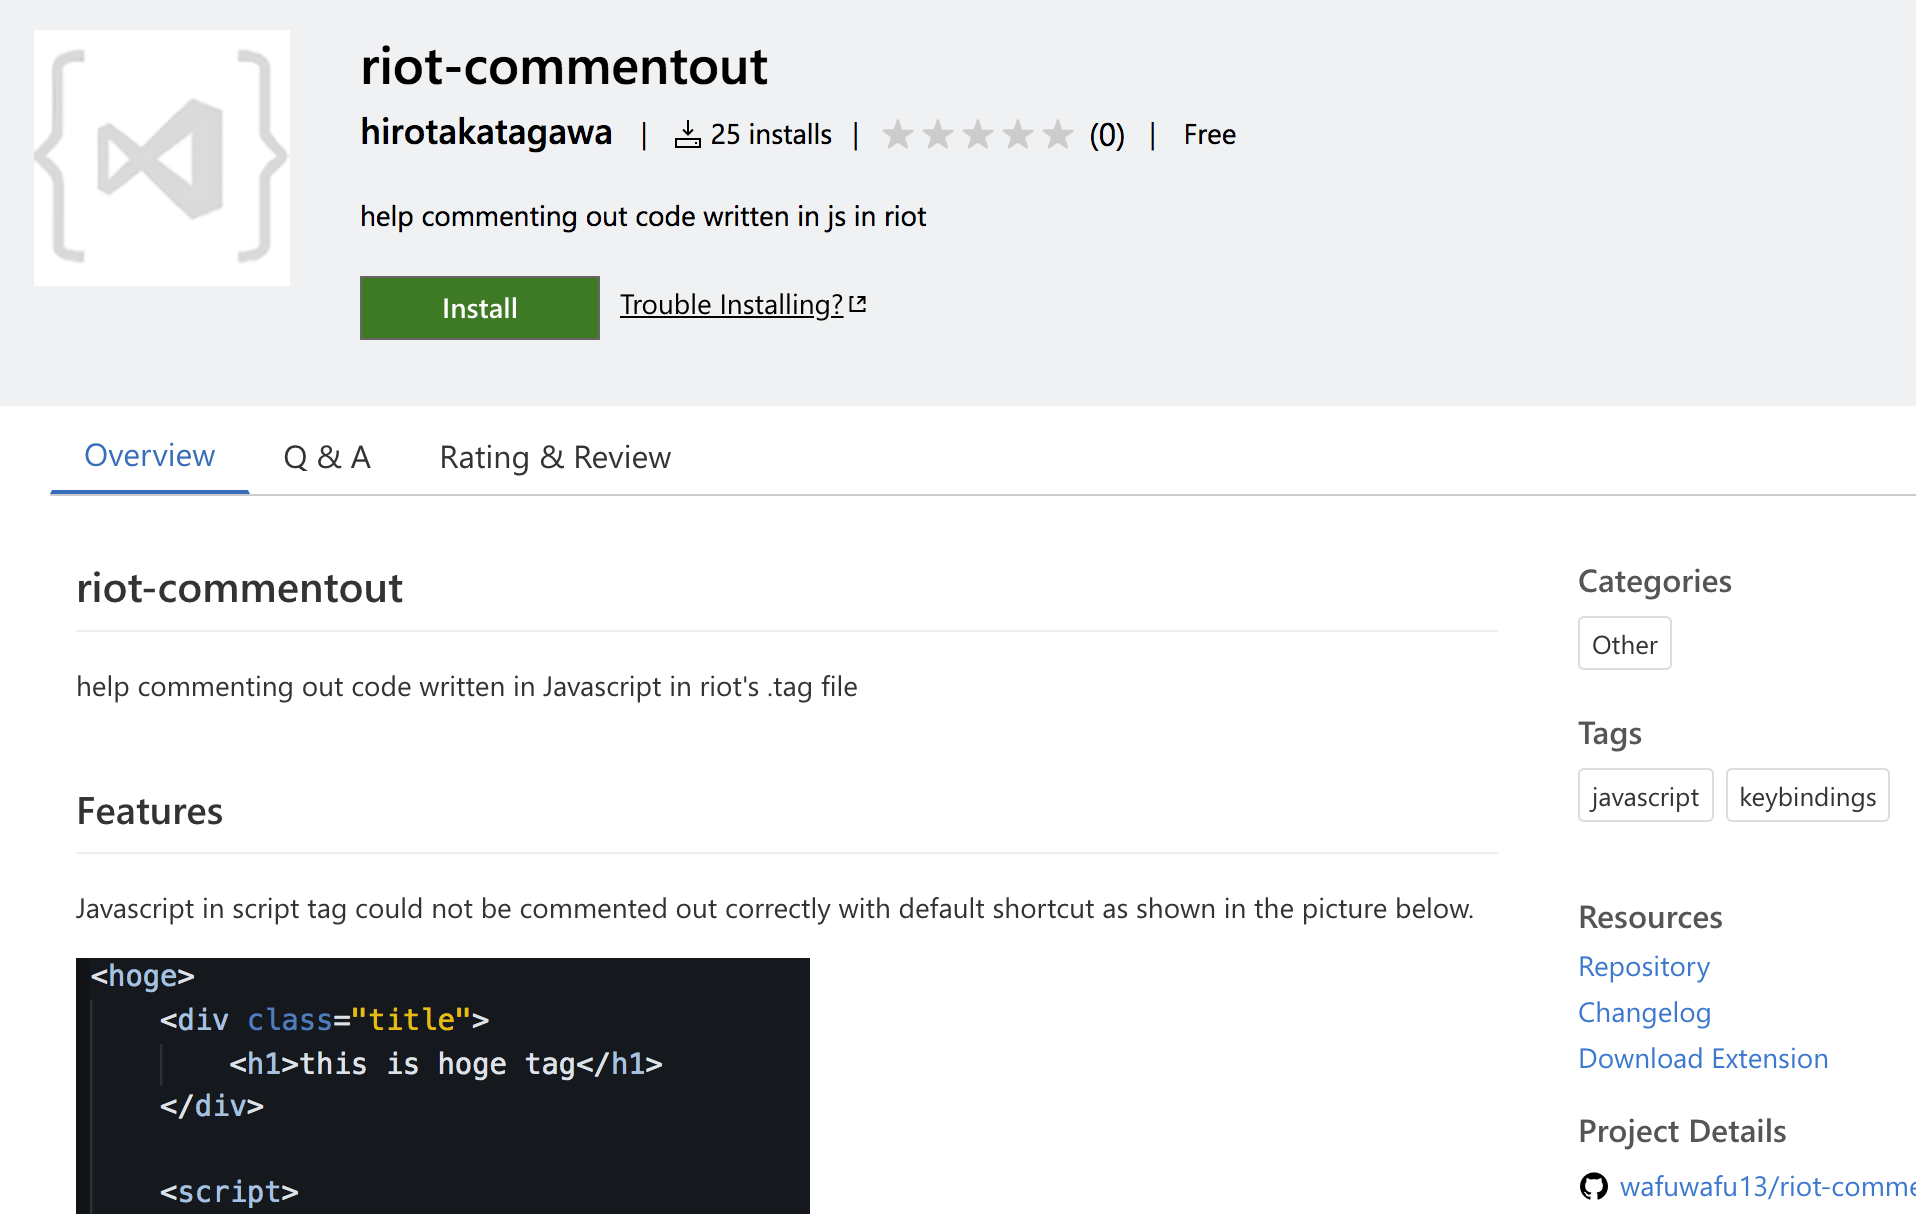 riot-commentout
hirotakatagawa | 25 installs | (0) | Free
help commenting out code written in js in riot
Install Trouble Installing?
Overview Q & A Rating & Review
riot-commentout
help commenting out code written in Javascript in riot's .tag file
Features
Javascript in script tag could not be commented out correctly with default shortcut as shown in the picture below.
<hoge>
<div class="title">
<h1>this is hoge tag</h1>
</div>
<script>
Categories
Other
Tags
javascript keybindings
Resources
Repository
Changelog
Download Extension
Project Details
wafuwafu13/riot-comme